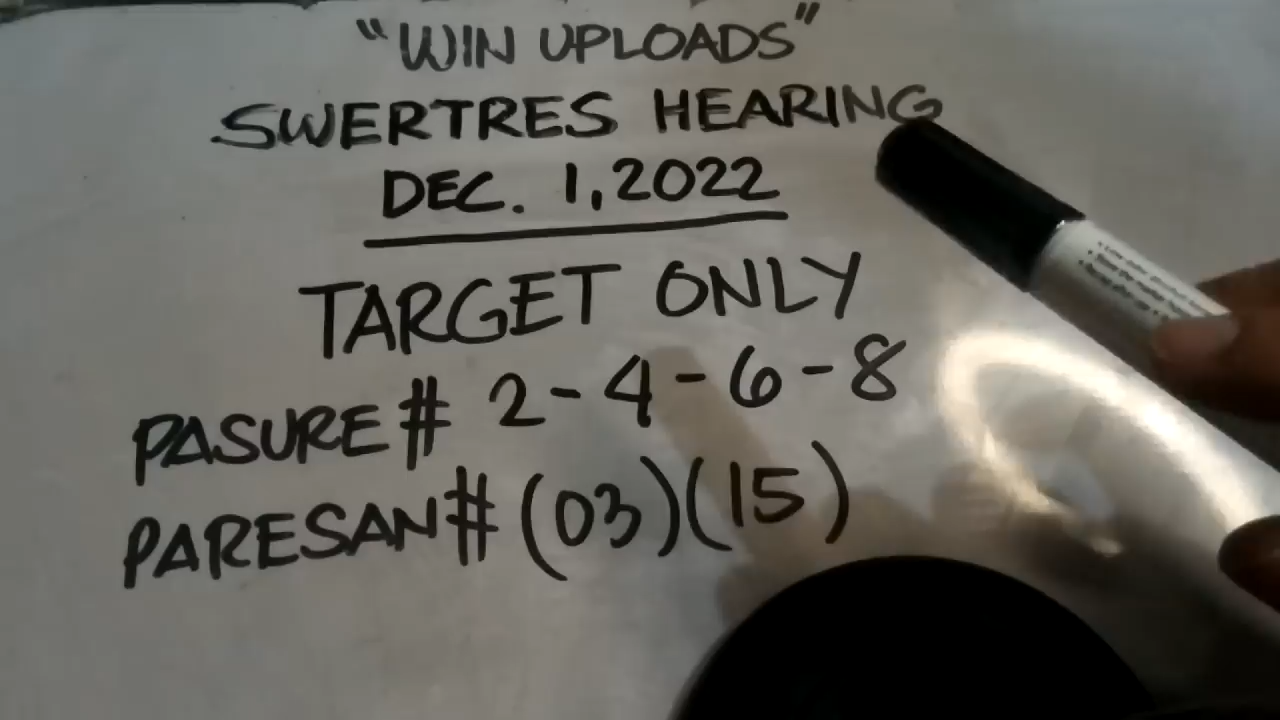 "WIN UPLOADS"
SWERTRES HEARING
DEC. 1, 2022
TARGET ONLY
PASURE # 2-4-6-8
PARESAN # (03)(15)